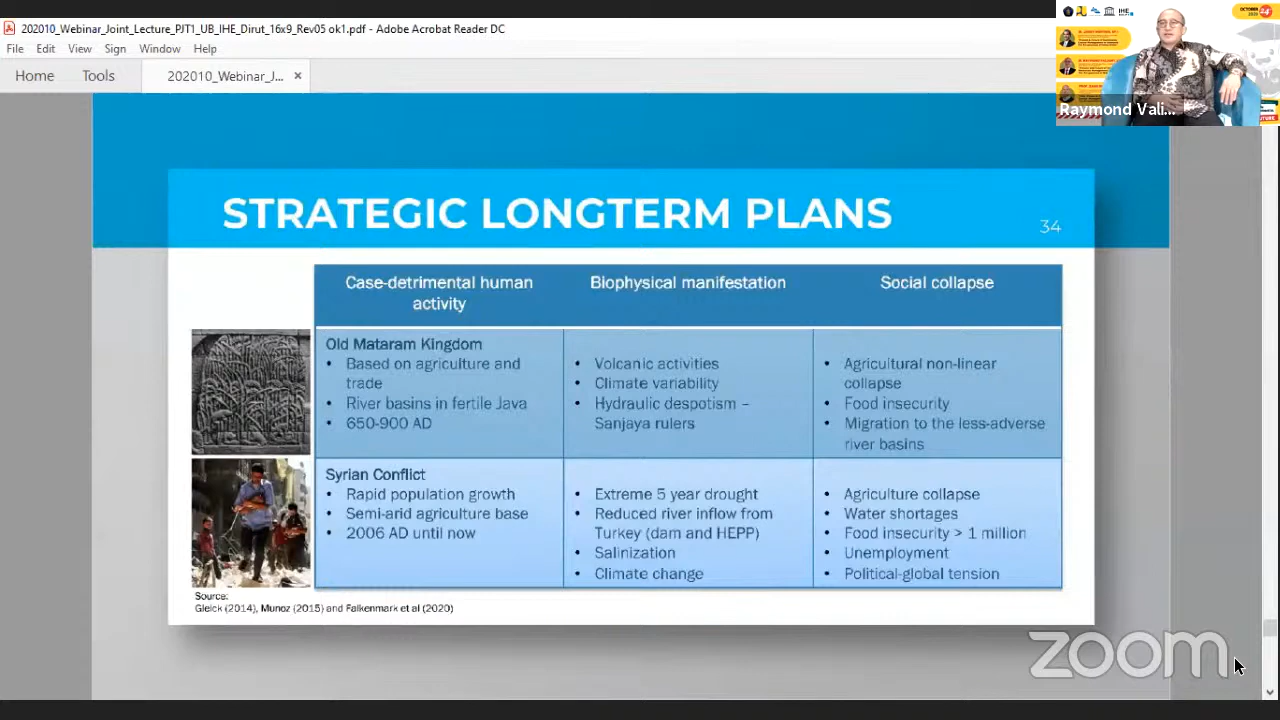 202010_Webinar_Joint_Lecture_PJT1_UB_IHE_Dirut_16x9_Rev05 ok1.pdf - Adobe Acrobat Reader DC
File Edit View Sign Window Help
Home Tools 202010_Webinar_J... ×
OCTOBER
24
IHE
Raymond Vali...
STRATEGIC LONGTERM PLANS
34
Case-detrimental human
activity
Biophysical manifestation
Social collapse
Old Mataram Kingdom
• Based on agriculture and
trade
• River basins in fertile Java
• 650-900 AD
• Volcanic activities
• Climate variability
• Hydraulic despotism –
Sanjaya rulers
• Agricultural non-linear
collapse
• Food insecurity
• Migration to the less-adverse
river basins
Syrian Conflict
• Rapid population growth
• Semi-arid agriculture base
• 2006 AD until now
• Extreme 5 year drought
• Reduced river inflow from
Turkey (dam and HEPP)
• Salinization
• Climate change
• Agriculture collapse
• Water shortages
• Food insecurity > 1 million
• Unemployment
• Political-global tension
Source:
Gleick (2014), Munoz (2015) and Falkenmark et al (2020)
zoom